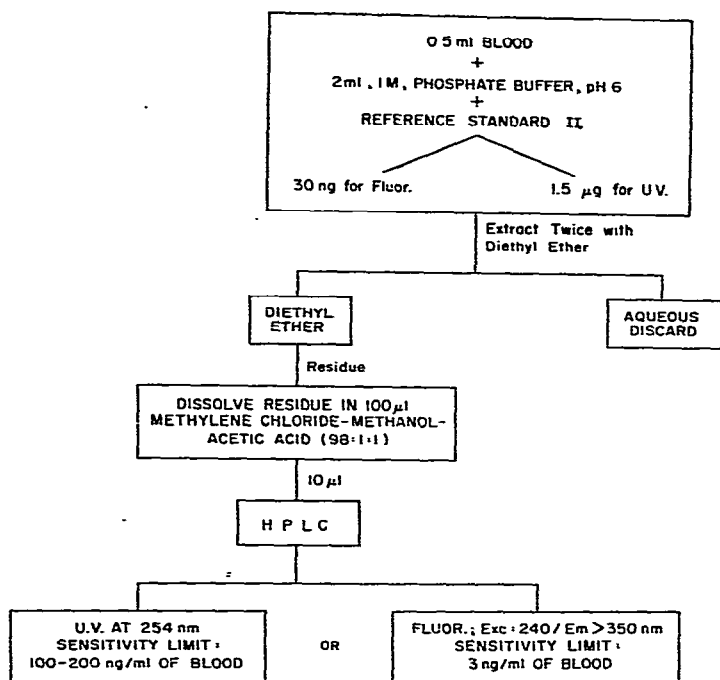 0.5 ml BLOOD
+
2ml, 1M, PHOSPHATE BUFFER, pH 6
+
REFERENCE STANDARD II
30 ng for Fluor.
1.5 μg for U.V.
Extract Twice with
Diethyl Ether
DIETHYL
ETHER
AQUEOUS
DISCARD
Residue
DISSOLVE RESIDUE IN 100μl
METHYLENE CHLORIDE-METHANOL-
ACETIC ACID (98:1:1)
10 μl
HPLC
U.V. AT 254 nm
SENSITIVITY LIMIT:
100-200 ng/ml OF BLOOD
OR
FLUOR.; Exc:240/Em>350 nm
SENSITIVITY LIMIT:
3 ng/ml OF BLOOD